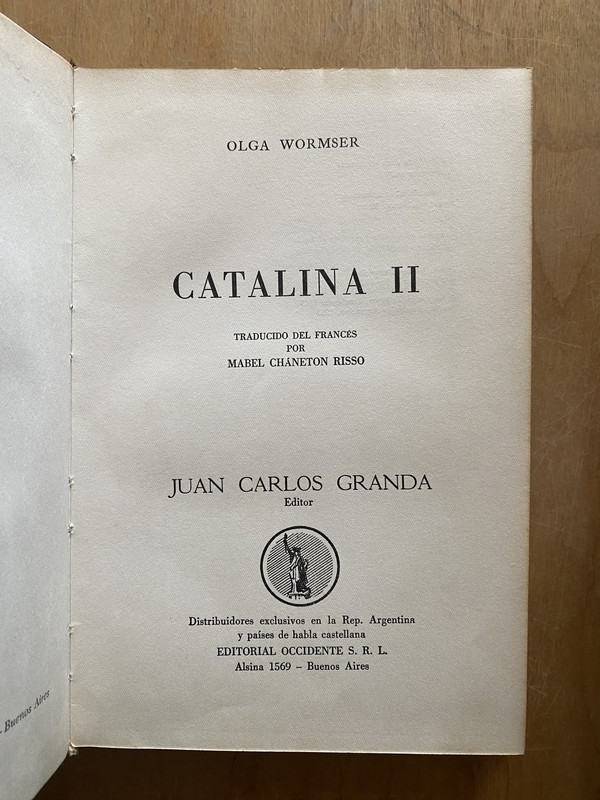 OLGA WORMSER
CATALINA II
TRADUCIDO DEL FRANCÉS
POR
MABEL CHÁNETON RISSO
JUAN CARLOS GRANDA
Editor
Distribuidores exclusivos en la Rep. Argentina
y países de habla castellana
EDITORIAL OCCIDENTE S. R. L.
Alsina 1569 – Buenos Aires
- Buenos Aires